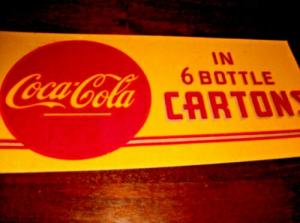 Coca-Cola
IN
6 BOTTLE
CARTONS